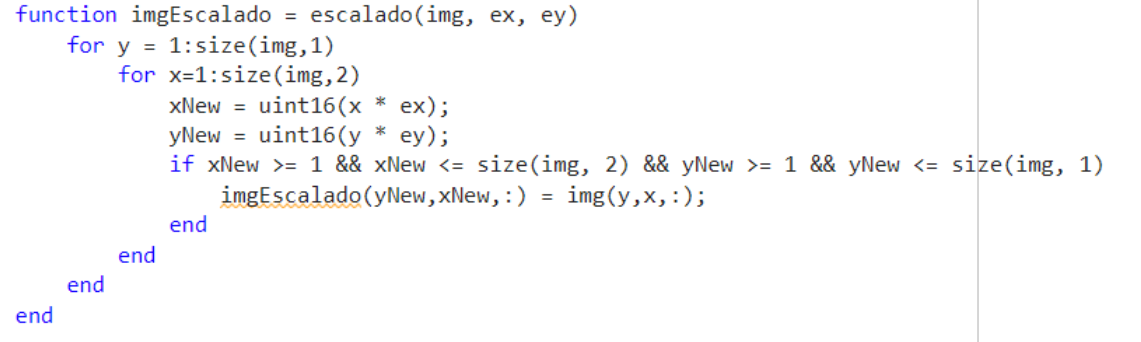 function imgEscalado = escalado(img, ex, ey)
    for y = 1:size(img,1)
        for x=1:size(img,2)
            xNew = uint16(x * ex);
            yNew = uint16(y * ey);
            if xNew >= 1 && xNew <= size(img, 2) && yNew >= 1 && yNew <= size(img, 1)
                imgEscalado(yNew,xNew,:) = img(y,x,:);
            end
        end
    end
end